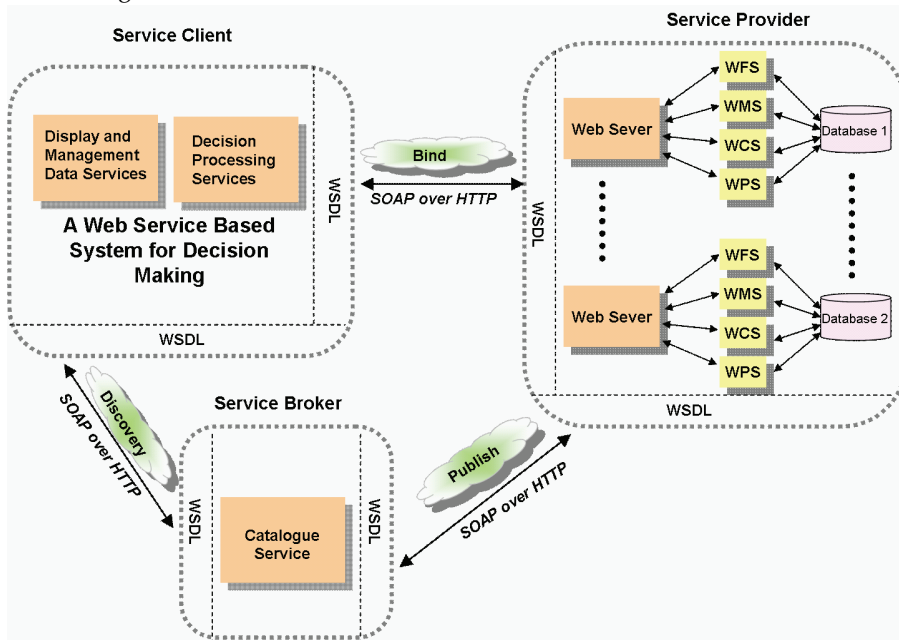 Service Client
Display and
Management
Data Services
Decision
Processing
Services
A Web Service Based
System for Decision
Making
WSDL
WSDL
Bind
SOAP over HTTP
Service Provider
WSDL
Web Sever
WFS
WMS
WCS
WPS
Database 1
Web Sever
WFS
WMS
WCS
WPS
Database 2
WSDL
Discovery
SOAP over HTTP
Service Broker
WSDL
Catalogue
Service
WSDL
Publish
SOAP over HTTP